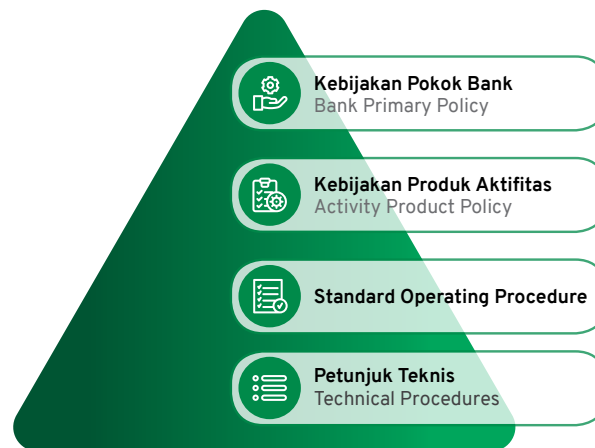 Kebijakan Pokok Bank
Bank Primary Policy
Kebijakan Produk Aktifitas
Activity Product Policy
Standard Operating Procedure
Petunjuk Teknis
Technical Procedures